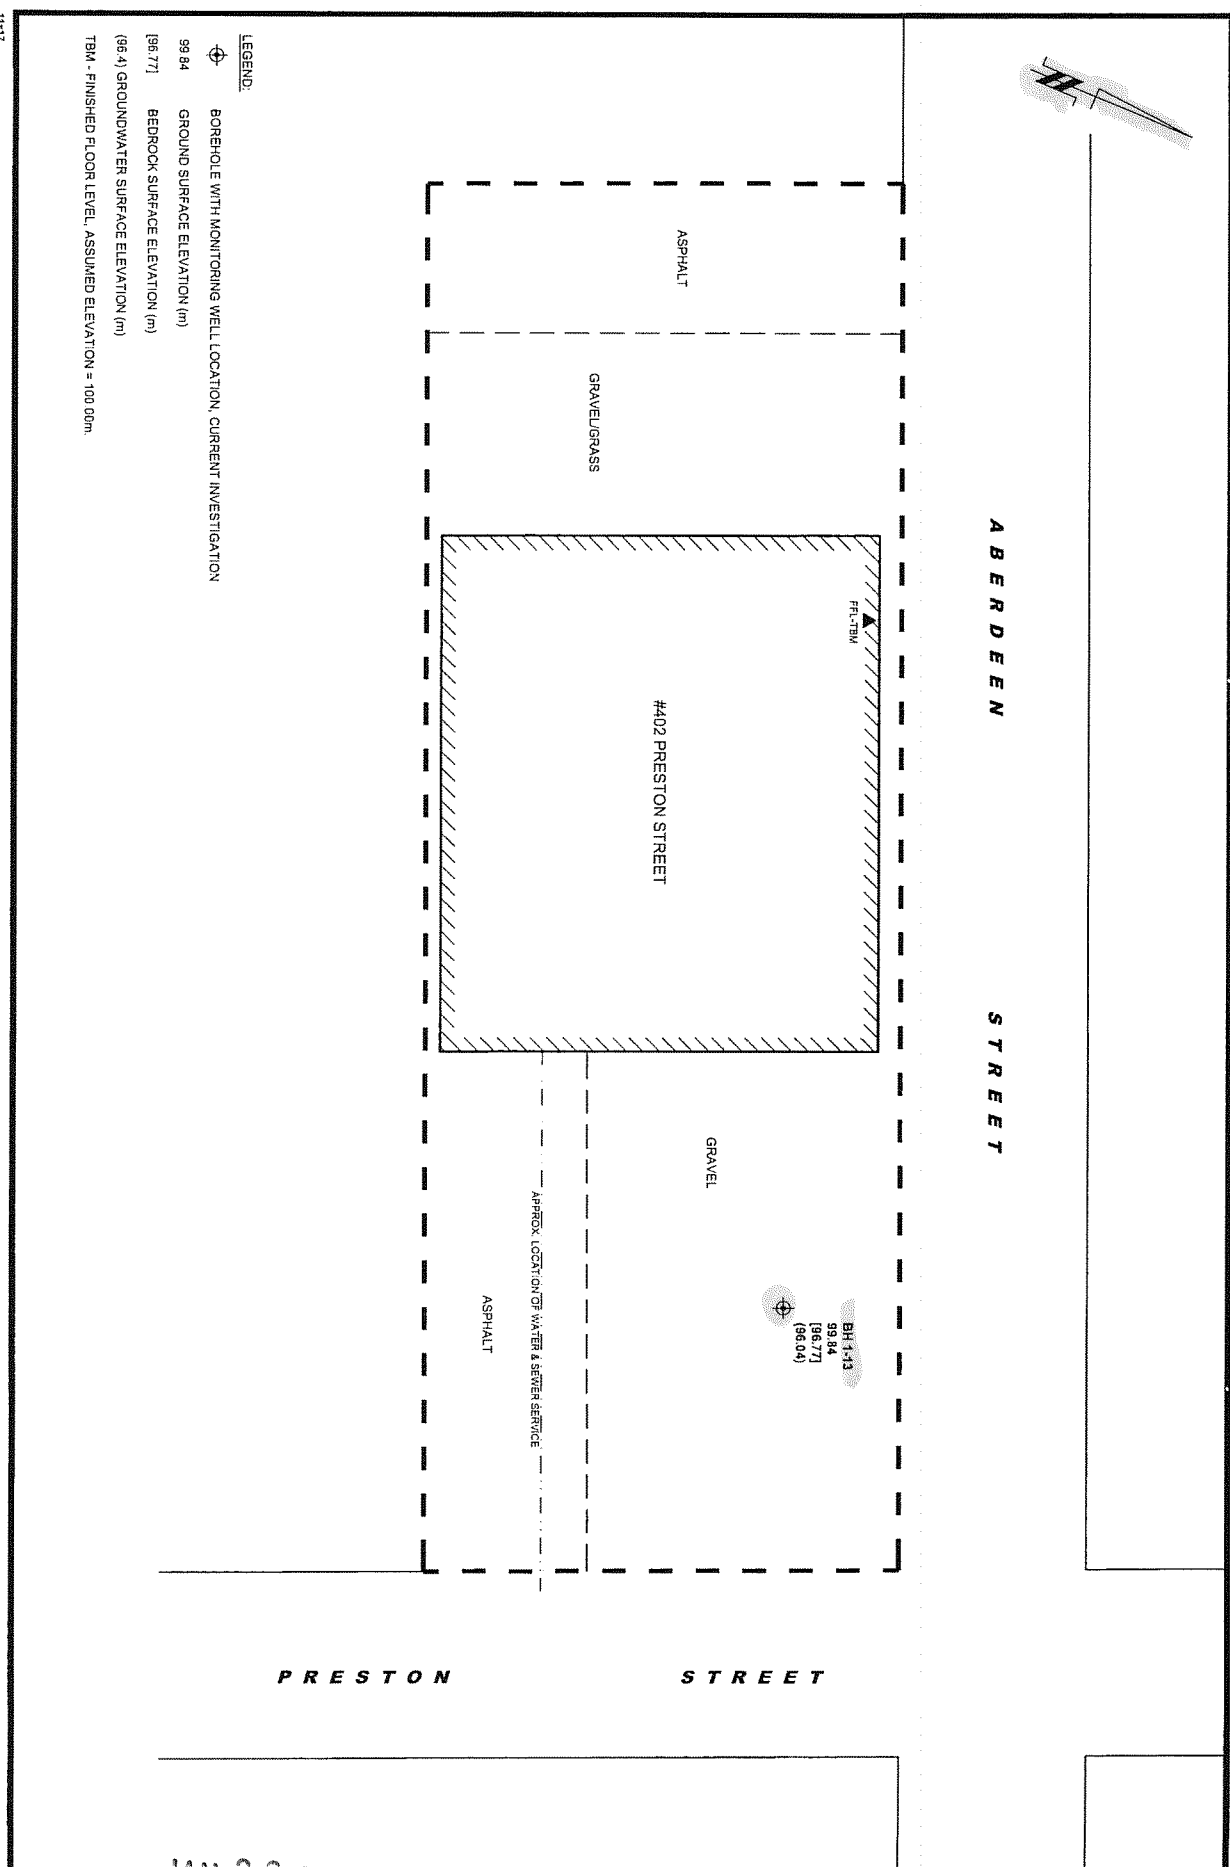 LEGEND:
BOREHOLE WITH MONITORING WELL LOCATION, CURRENT INVESTIGATION
99.84 GROUND SURFACE ELEVATION (m)
[96.77] BEDROCK SURFACE ELEVATION (m)
(96.4) GROUNDWATER SURFACE ELEVATION (m)
TBM - FINISHED FLOOR LEVEL, ASSUMED ELEVATION = 100.00m.
ASPHALT
GRAVEL/GRASS
FFL-TBM
#402 PRESTON STREET
ABERDEEN STREET
GRAVEL
BH 1-13
99.84
[96.77]
(96.04)
APPROX. LOCATION OF WATER & SEWER SERVICE
ASPHALT
PRESTON STREET
11x17